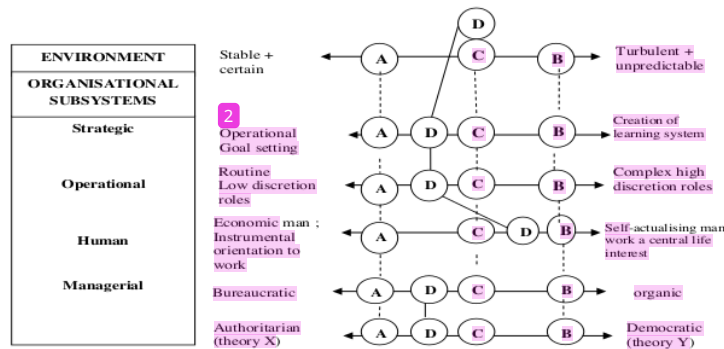 D
ENVIRONMENT
Stable +
certain
A
C
B
Turbulent +
unpredictable
ORGANISATIONAL
SUBSYSTEMS
2
Strategic
Operational
Goal setting
A
D
C
B
Creation of
learning system
Operational
Routine
Low discretion
roles
A
D
C
B
Complex high
discretion roles
Human
Economic man ;
Instrumental
orientation to
work
A
C
D
B
Self-actualising man
work a central life
interest
Managerial
Bureaucratic
A
D
C
B
organic
Authoritarian
(theory X)
A
D
C
B
Democratic
(theory Y)